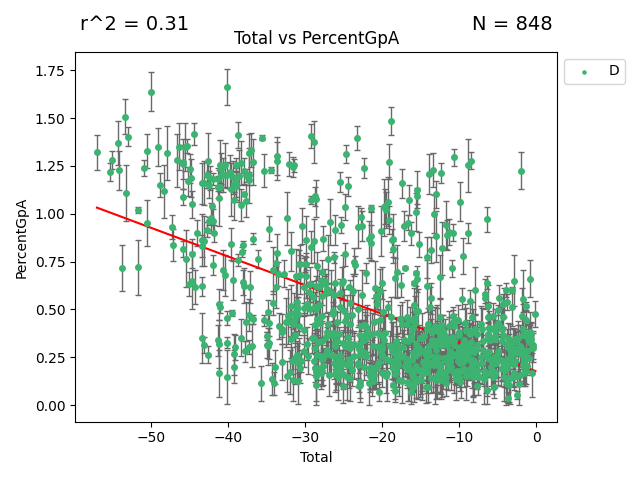 r^2 = 0.31
N = 848
Total vs PercentGpA
D
1.75
1.50
1.25
1.00
0.75
0.50
0.25
0.00
PercentGpA
−50
−40
−30
−20
−10
0
Total